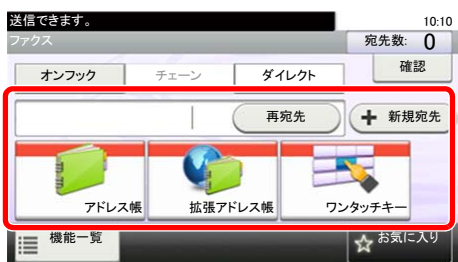 送信できます。 10:10
ファクス 宛先数: 0
オンフック チェーン ダイレクト 確認
再宛先 新規宛先
アドレス帳 拡張アドレス帳 ワンタッチキー
機能一覧 お気に入り